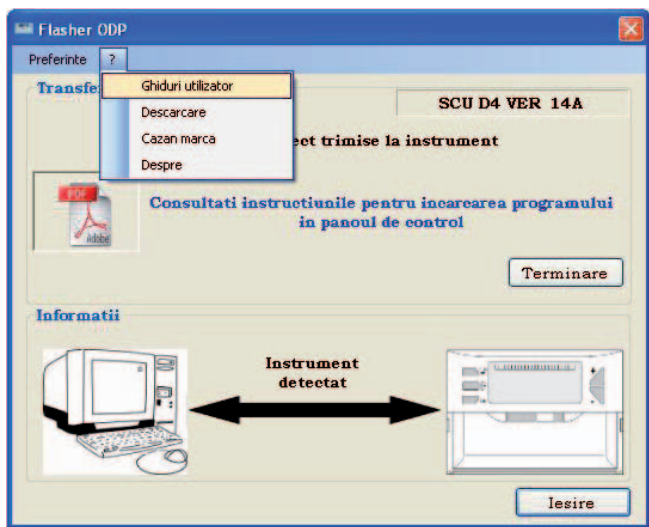 Flasher ODP
Preferinte ?
Ghiduri utilizator
Descarcare
Cazan marca
Despre
SCU D4 VER 14A
trimise la instrument
PDF
Adobe
Consultati instructiunile pentru incarcarea programului
in panoul de control
Terminare
Informatii
Instrument
detectat
Iesire